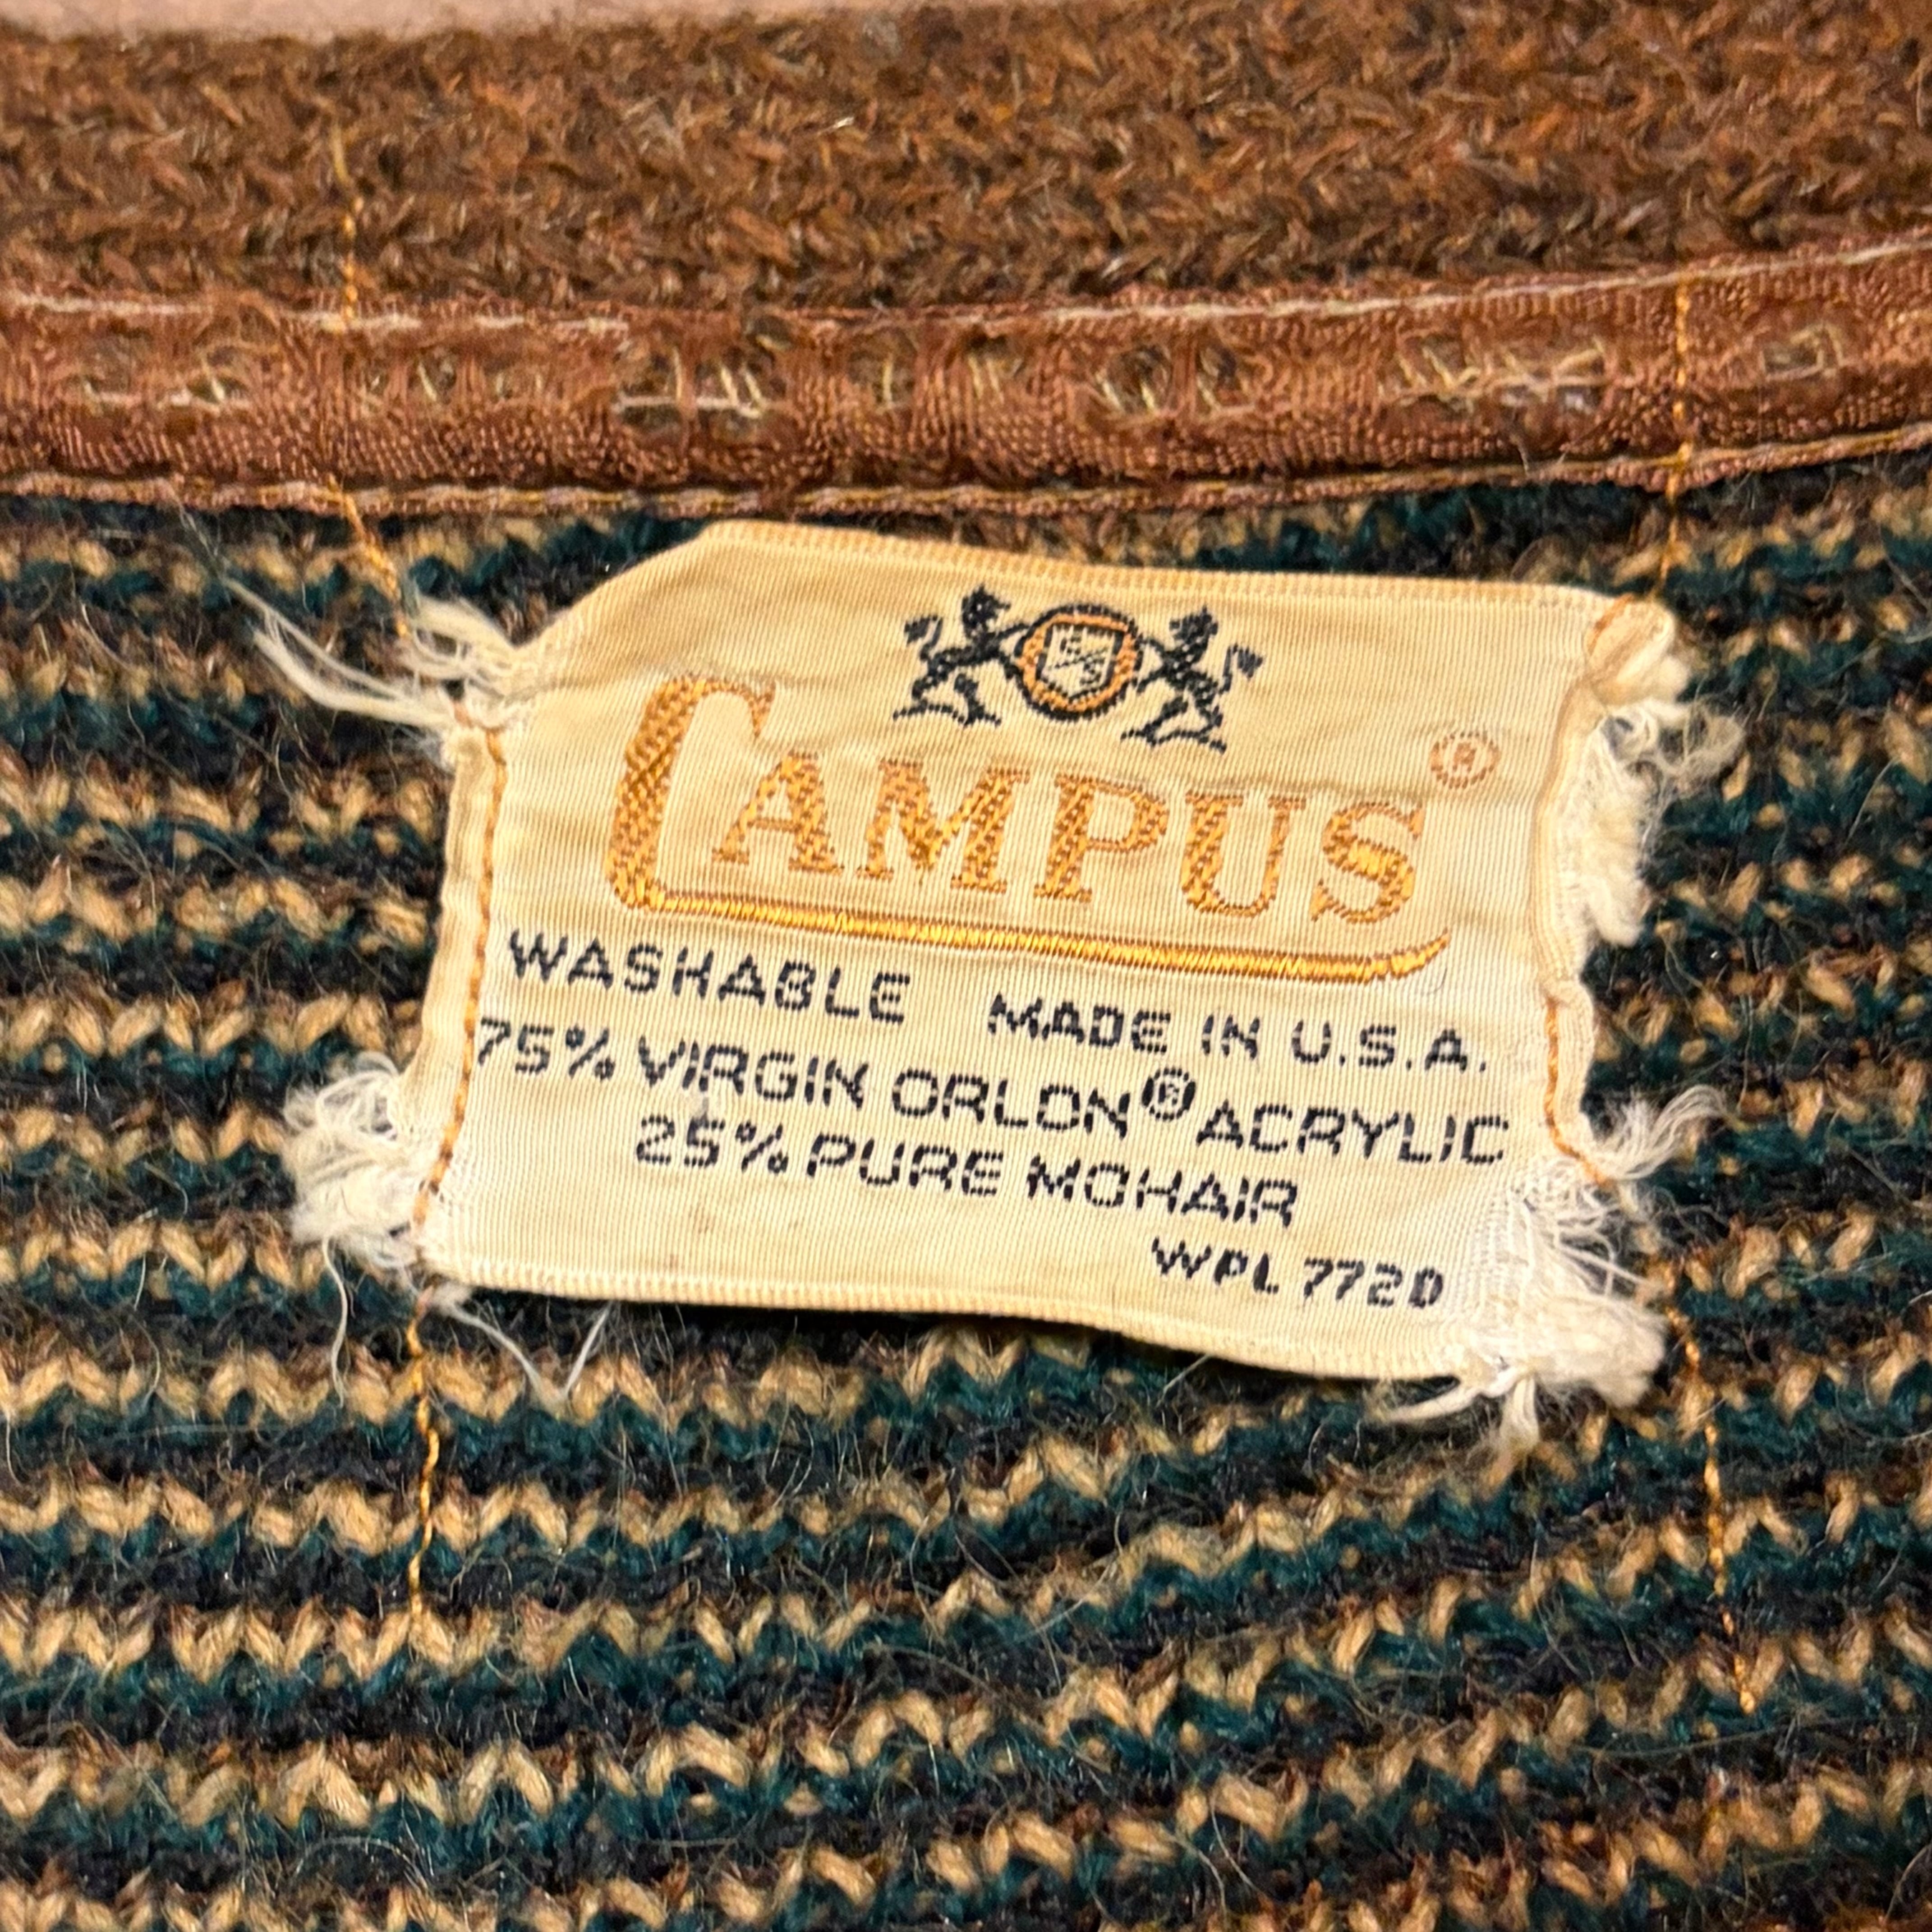 CAMPUS®
WASHABLE MADE IN U.S.A.
75% VIRGIN ORLON® ACRYLIC
25% PURE MOHAIR
WPL 7720